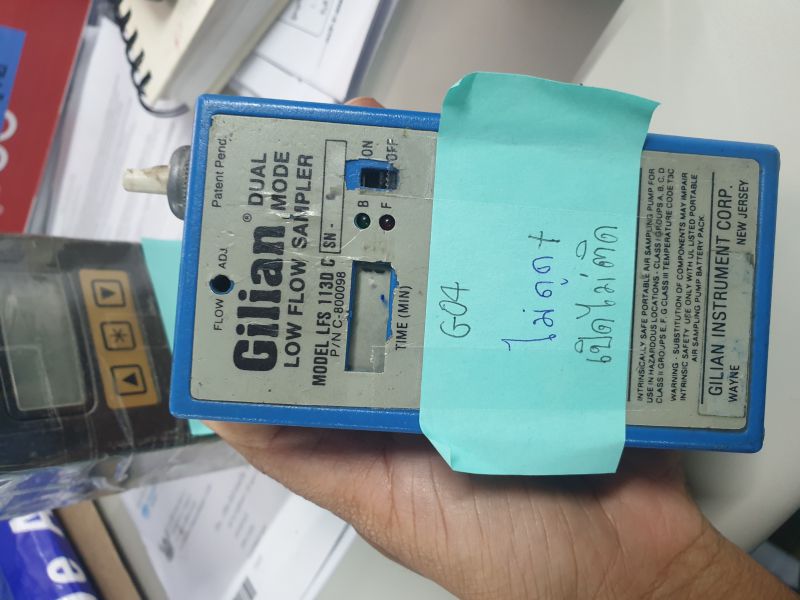 Patent Pend.
Gilian® DUAL
MODE
LOW FLOW SAMPLER
MODEL LFS 113D C
P/N C-800098
SN -
FLOW ADJ.
ON
OFF
B
F
TIME (MIN)
G04
ไม่ดูด +
เปิดไม่ติด
INTRINSICALLY SAFE PORTABLE AIR SAMPLING PUMP FOR
USE IN HAZARDOUS LOCATIONS - CLASS I GROUPS A, B, C, D
CLASS II GROUPS E, F, G CLASS III TEMPERATURE CODE T3C
WARNING - SUBSTITUTION OF COMPONENTS MAY IMPAIR
INTRINSIC SAFETY USE ONLY WITH UL LISTED PORTABLE
AIR SAMPLING PUMP BATTERY PACK
GILIAN INSTRUMENT CORP.
WAYNE NEW JERSEY